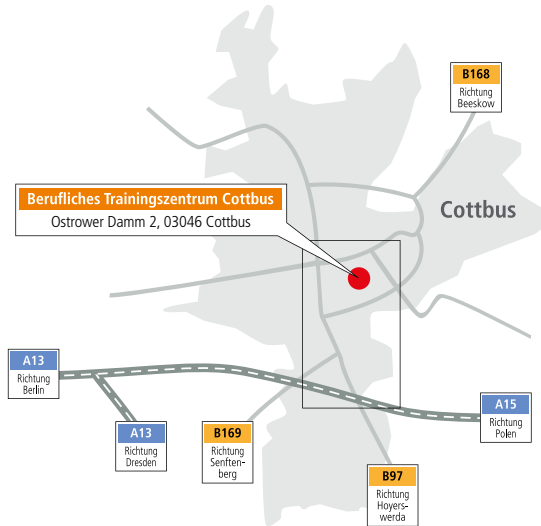 B168
Richtung
Beeskow
Berufliches Trainingszentrum Cottbus
Ostrower Damm 2, 03046 Cottbus
Cottbus
A13
Richtung
Berlin
A13
Richtung
Dresden
B169
Richtung
Senften-
berg
B97
Richtung
Hoyers-
werda
A15
Richtung
Polen